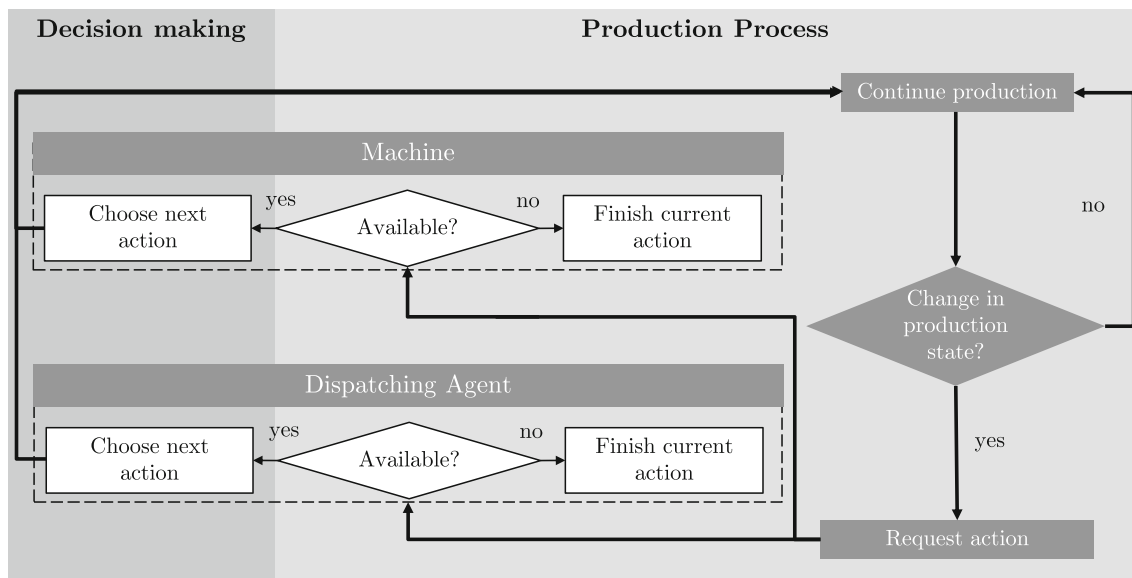 Decision making
Production Process
Continue production
Machine
yes
no
Choose next
action
Available?
Finish current
action
no
Change in
production
state?
Dispatching Agent
yes
no
Choose next
action
Available?
Finish current
action
yes
Request action